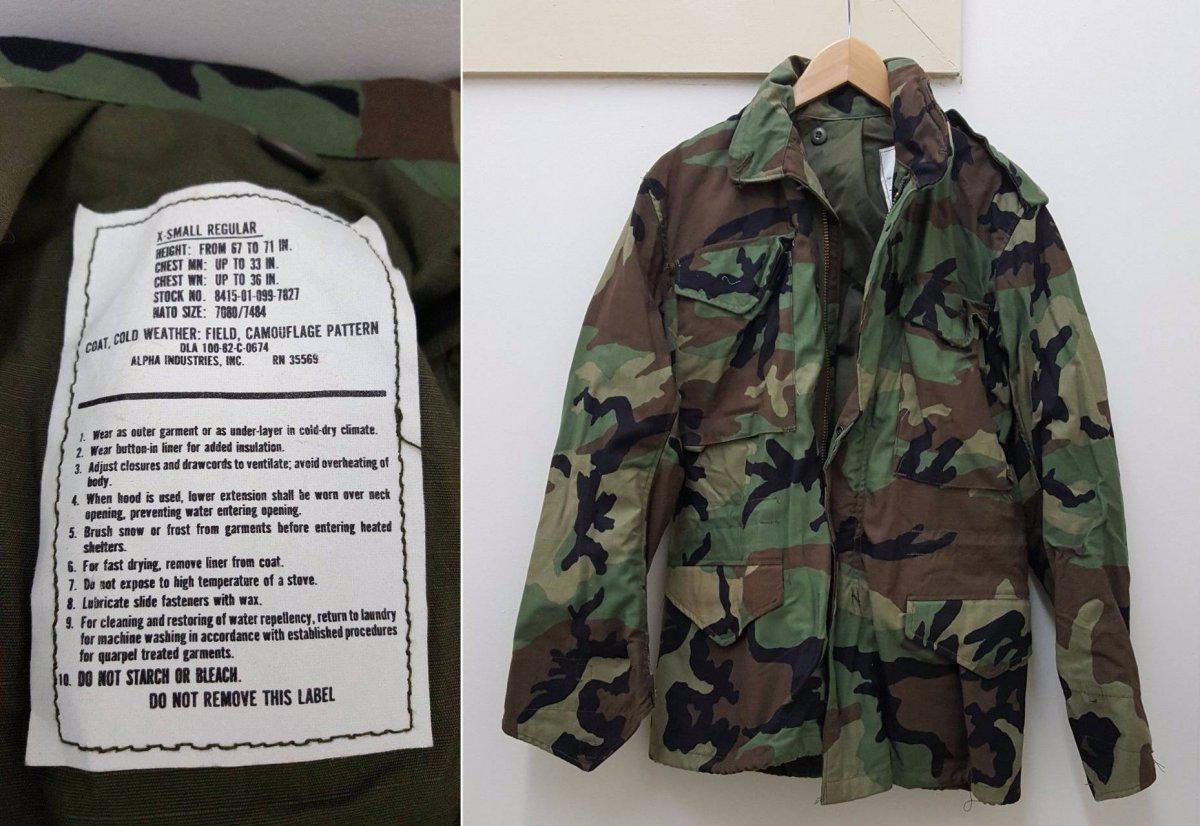 X-SMALL REGULAR
HEIGHT: FROM 67 TO 71 IN.
CHEST MN: UP TO 33 IN.
CHEST WN: UP TO 36 IN.
STOCK NO. 8415-01-099-7827
NATO SIZE: 7080/7484
COAT, COLD WEATHER: FIELD, CAMOUFLAGE PATTERN
DLA 100-82-C-0674
ALPHA INDUSTRIES, INC. RN 35569
1. Wear as outer garment or as under-layer in cold-dry climate.
2. Wear button-in liner for added insulation.
3. Adjust closures and drawcords to ventilate; avoid overheating of
body.
4. When hood is used, lower extension shall be worn over neck
opening, preventing water entering opening.
5. Brush snow or frost from garments before entering heated
shelters.
6. For fast drying, remove liner from coat.
7. Do not expose to high temperature of a stove.
8. Lubricate slide fasteners with wax.
9. For cleaning and restoring of water repellency, return to laundry
for machine washing in accordance with established procedures
for quarpel treated garments.
10. DO NOT STARCH OR BLEACH.
DO NOT REMOVE THIS LABEL